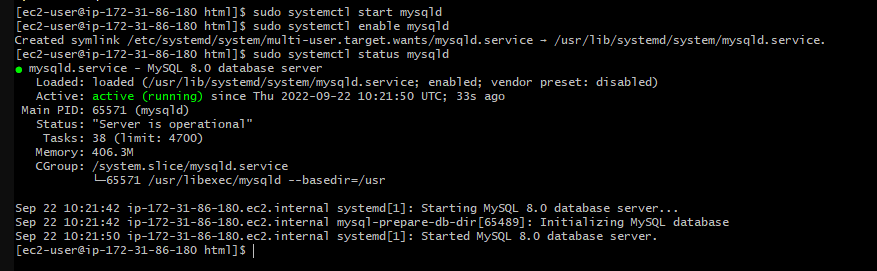 [ec2-user@ip-172-31-86-180 html]$ sudo systemctl start mysqld
[ec2-user@ip-172-31-86-180 html]$ sudo systemctl enable mysqld
Created symlink /etc/systemd/system/multi-user.target.wants/mysqld.service → /usr/lib/systemd/system/mysqld.service.
[ec2-user@ip-172-31-86-180 html]$ sudo systemctl status mysqld
● mysqld.service - MySQL 8.0 database server
   Loaded: loaded (/usr/lib/systemd/system/mysqld.service; enabled; vendor preset: disabled)
   Active: active (running) since Thu 2022-09-22 10:21:50 UTC; 33s ago
 Main PID: 65571 (mysqld)
   Status: "Server is operational"
    Tasks: 38 (limit: 4700)
   Memory: 406.3M
   CGroup: /system.slice/mysqld.service
           └─65571 /usr/libexec/mysqld --basedir=/usr
Sep 22 10:21:42 ip-172-31-86-180.ec2.internal systemd[1]: Starting MySQL 8.0 database server...
Sep 22 10:21:42 ip-172-31-86-180.ec2.internal mysql-prepare-db-dir[65489]: Initializing MySQL database
Sep 22 10:21:50 ip-172-31-86-180.ec2.internal systemd[1]: Started MySQL 8.0 database server.
[ec2-user@ip-172-31-86-180 html]$